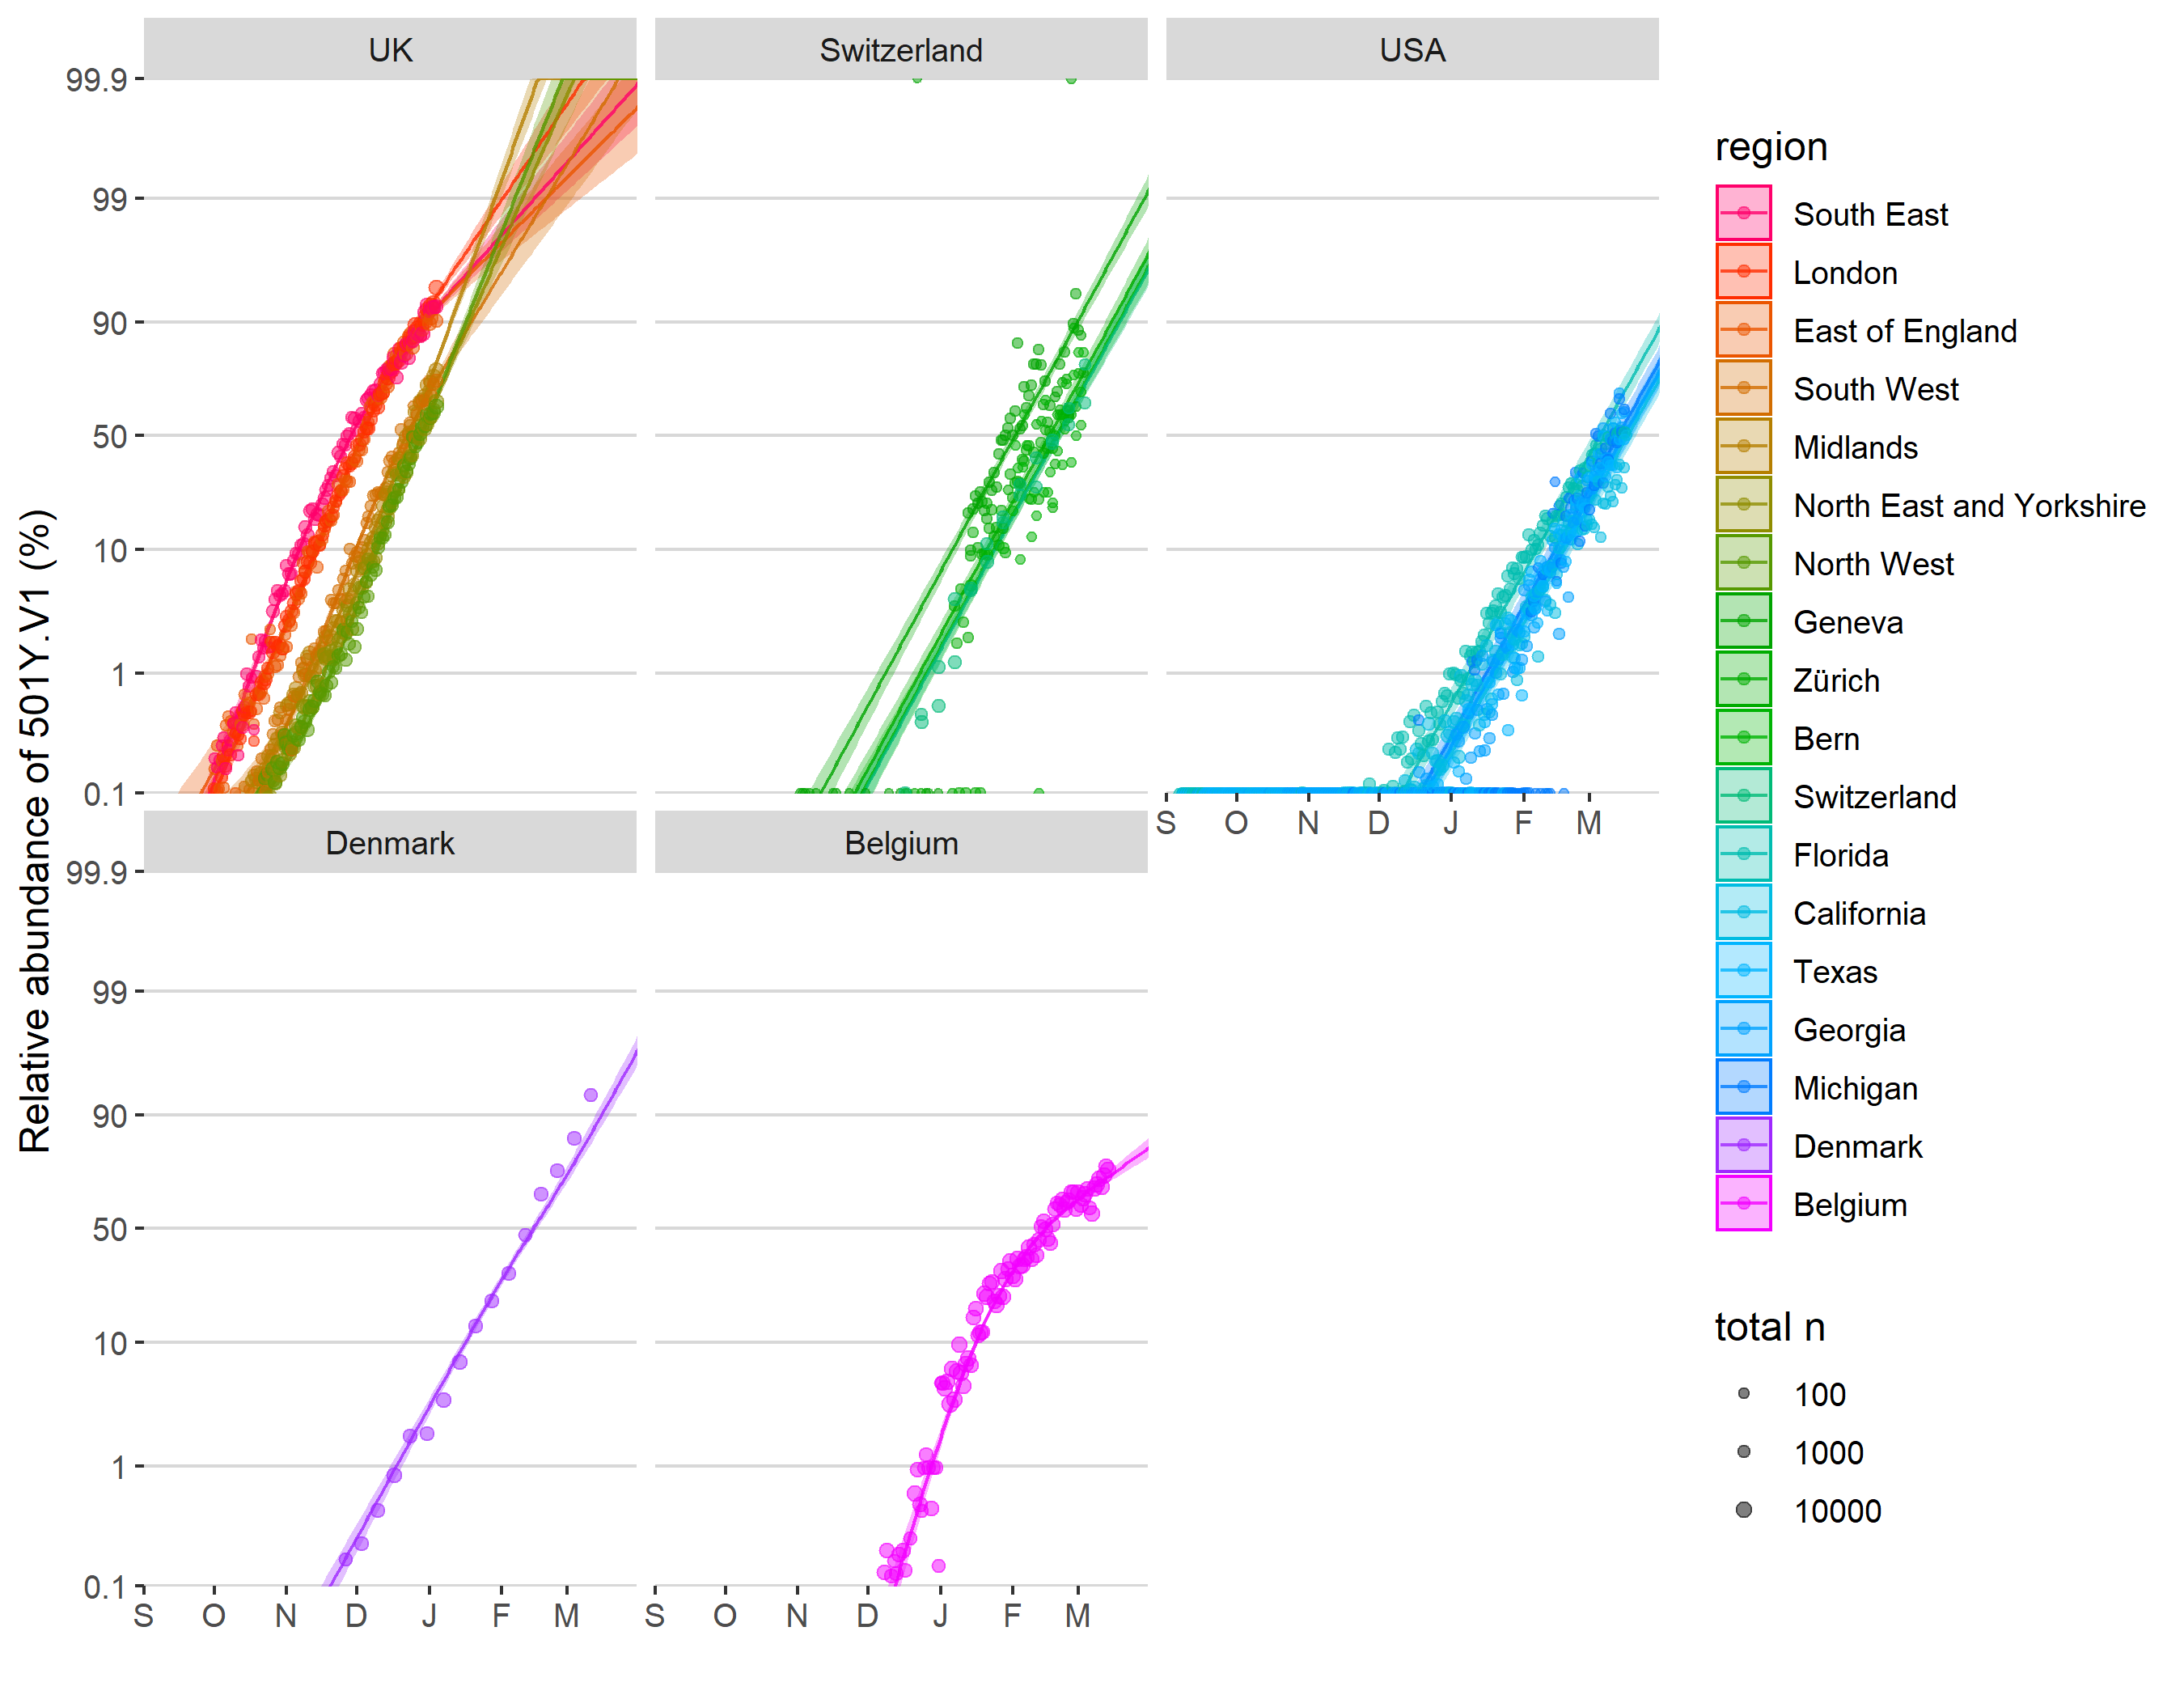 UK
Switzerland
USA
99.9
99
90
50
10
1
0.1
S O N D J F M
Denmark
Belgium
99.9
99
90
50
10
1
0.1
S O N D J F M
S O N D J F M
Relative abundance of 501Y.V1 (%)
region
South East
London
East of England
South West
Midlands
North East and Yorkshire
North West
Geneva
Zürich
Bern
Switzerland
Florida
California
Texas
Georgia
Michigan
Denmark
Belgium
total n
100
1000
10000